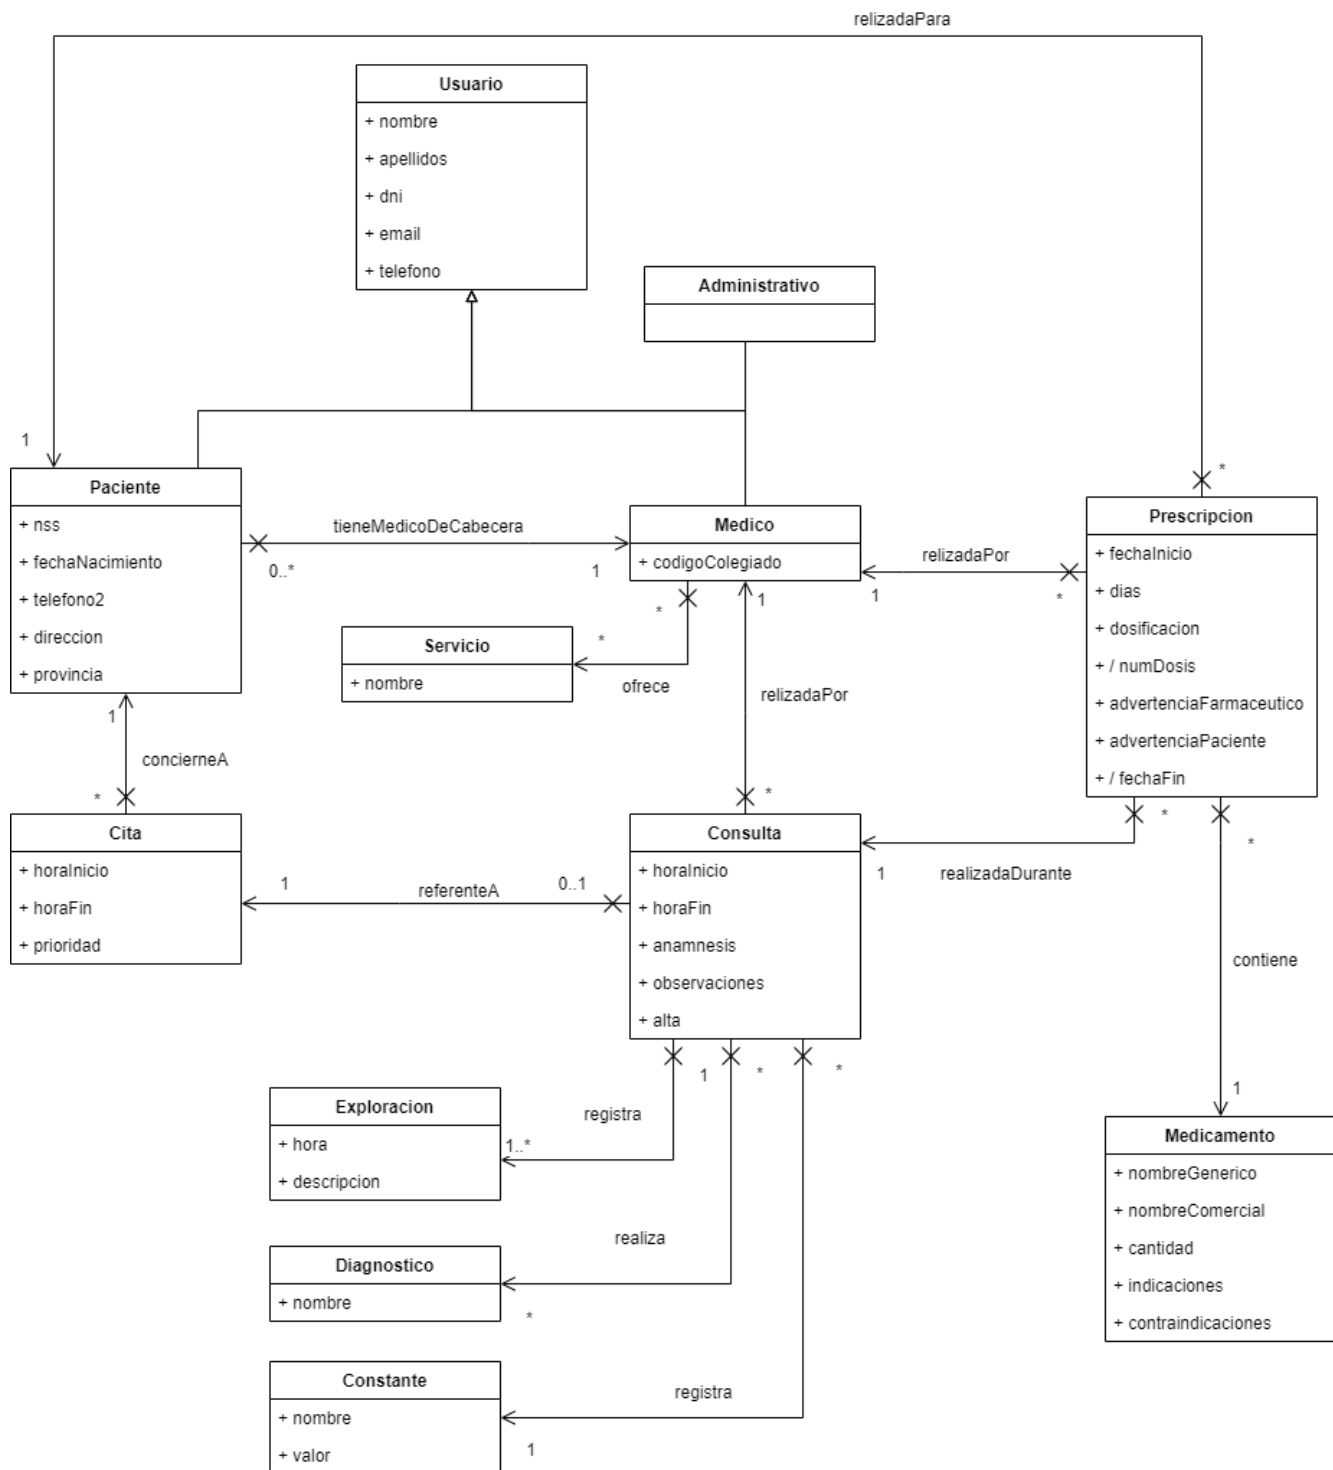 relizadaPara
Usuario
+ nombre
+ apellidos
+ dni
+ email
+ telefono
Administrativo
1
*
Paciente
+ nss
+ fechaNacimiento
+ telefono2
+ direccion
+ provincia
tieneMedicoDeCabecera
0..*
1
Medico
+ codigoColegiado
relizadaPor
1
*
Prescripcion
+ fechaInicio
+ dias
+ dosificacion
+ / numDosis
+ advertenciaFarmaceutico
+ advertenciaPaciente
+ / fechaFin
*
*
Servicio
+ nombre
ofrece
1
relizadaPor
*
1
concierneA
*
Cita
+ horaInicio
+ horaFin
+ prioridad
1
referenteA
0..1
Consulta
+ horaInicio
+ horaFin
+ anamnesis
+ observaciones
+ alta
*
1
realizadaDurante
*
contiene
1
Medicamento
+ nombreGenerico
+ nombreComercial
+ cantidad
+ indicaciones
+ contraindicaciones
1
*
*
Exploracion
+ hora
+ descripcion
registra
1..*
Diagnostico
+ nombre
realiza
*
Constante
+ nombre
+ valor
registra
1